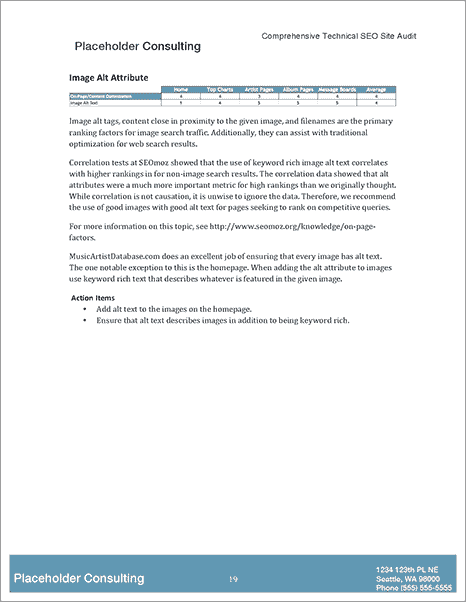 Comprehensive Technical SEO Site Audit
Placeholder Consulting
Image Alt Attribute
Home Top Charts Artist Pages Album Pages Message Boards Average
On-Page/Content Optimization 4 4 3 4 4 4
Image Alt Text 1 4 5 5 5 4
Image alt tags, content close in proximity to the given image, and filenames are the primary
ranking factors for image search traffic. Additionally, they can assist with traditional
optimization for web search results.
Correlation tests at SEOmoz showed that the use of keyword rich image alt text correlates
with higher rankings in for non-image search results. The correlation data showed that alt
attributes were a much more important metric for high rankings than we originally thought.
While correlation is not causation, it is unwise to ignore the data. Therefore, we recommend
the use of good images with good alt text for pages seeking to rank on competitive queries.
For more information on this topic, see http://www.seomoz.org/knowledge/on-page-
factors.
MusicArtistDatabase.com does an excellent job of ensuring that every image has alt text.
The one notable exception to this is the homepage. When adding the alt attribute to images
use keyword rich text that describes whatever is featured in the given image.
Action Items
• Add alt text to the images on the homepage.
• Ensure that alt text describes images in addition to being keyword rich.
1234 123th PL NE
Placeholder Consulting 19 Seattle, WA 98000
Phone (555) 555-5555